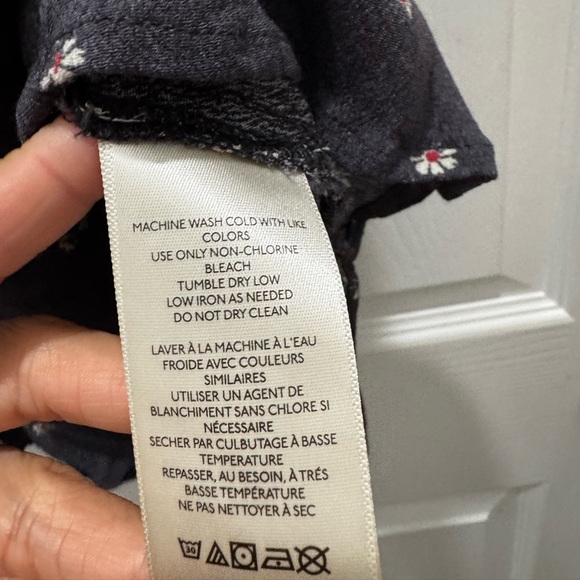 MACHINE WASH COLD WITH LIKE
COLORS
USE ONLY NON-CHLORINE
BLEACH
TUMBLE DRY LOW
LOW IRON AS NEEDED
DO NOT DRY CLEAN
LAVER À LA MACHINE À L'EAU
FROIDE AVEC COULEURS
SIMILAIRES
UTILISER UN AGENT DE
BLANCHIMENT SANS CHLORE SI
NÉCESSAIRE
SECHER PAR CULBUTAGE À BASSE
TEMPERATURE
REPASSER, AU BESOIN, À TRÉS
BASSE TEMPÉRATURE
NE PAS NETTOYER À SEC
30